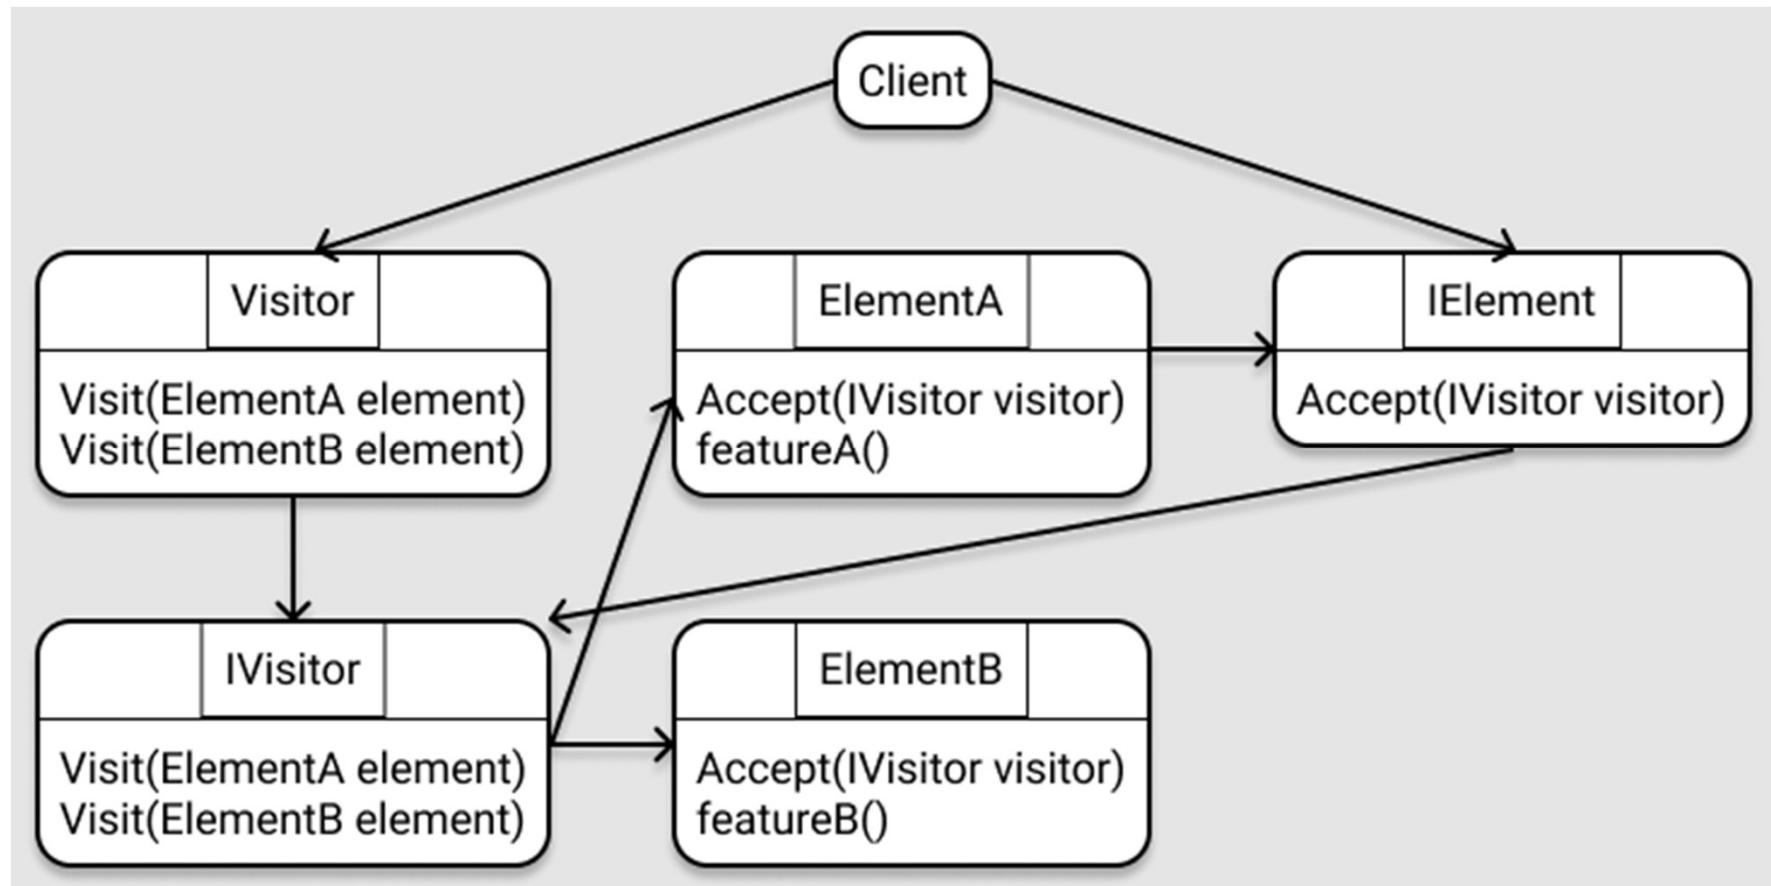 Client
Visitor
Visit(ElementA element)
Visit(ElementB element)
ElementA
Accept(IVisitor visitor)
featureA()
IElement
Accept(IVisitor visitor)
IVisitor
Visit(ElementA element)
Visit(ElementB element)
ElementB
Accept(IVisitor visitor)
featureB()